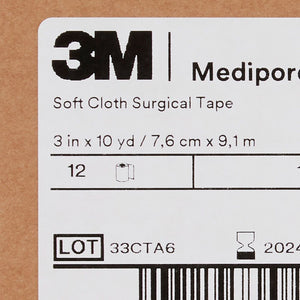 3M | Medipore
Soft Cloth Surgical Tape
3 in x 10 yd / 7,6 cm x 9,1 m
12
LOT 33CTA6 2024